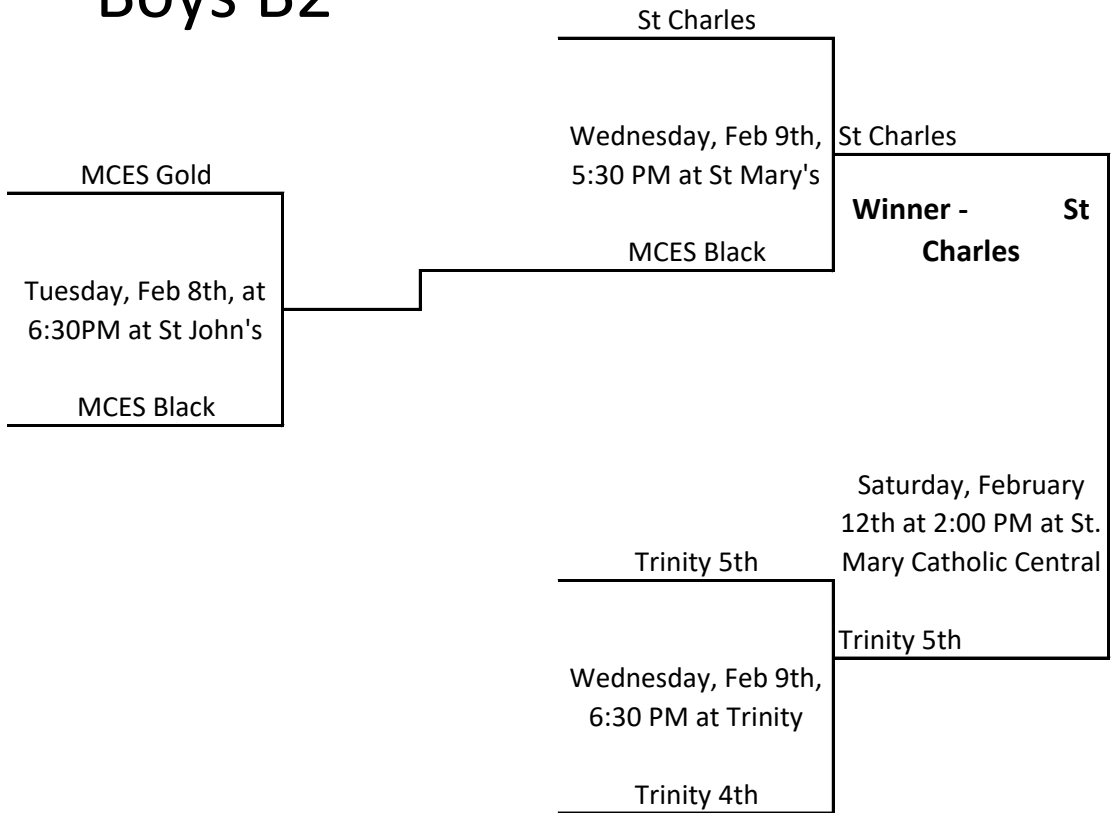 Boys B2
St Charles
Wednesday, Feb 9th,
5:30 PM at St Mary's
St Charles
MCES Gold
Winner - St
Charles
MCES Black
Tuesday, Feb 8th, at
6:30PM at St John's
MCES Black
Saturday, February
12th at 2:00 PM at St.
Mary Catholic Central
Trinity 5th
Trinity 5th
Wednesday, Feb 9th,
6:30 PM at Trinity
Trinity 4th